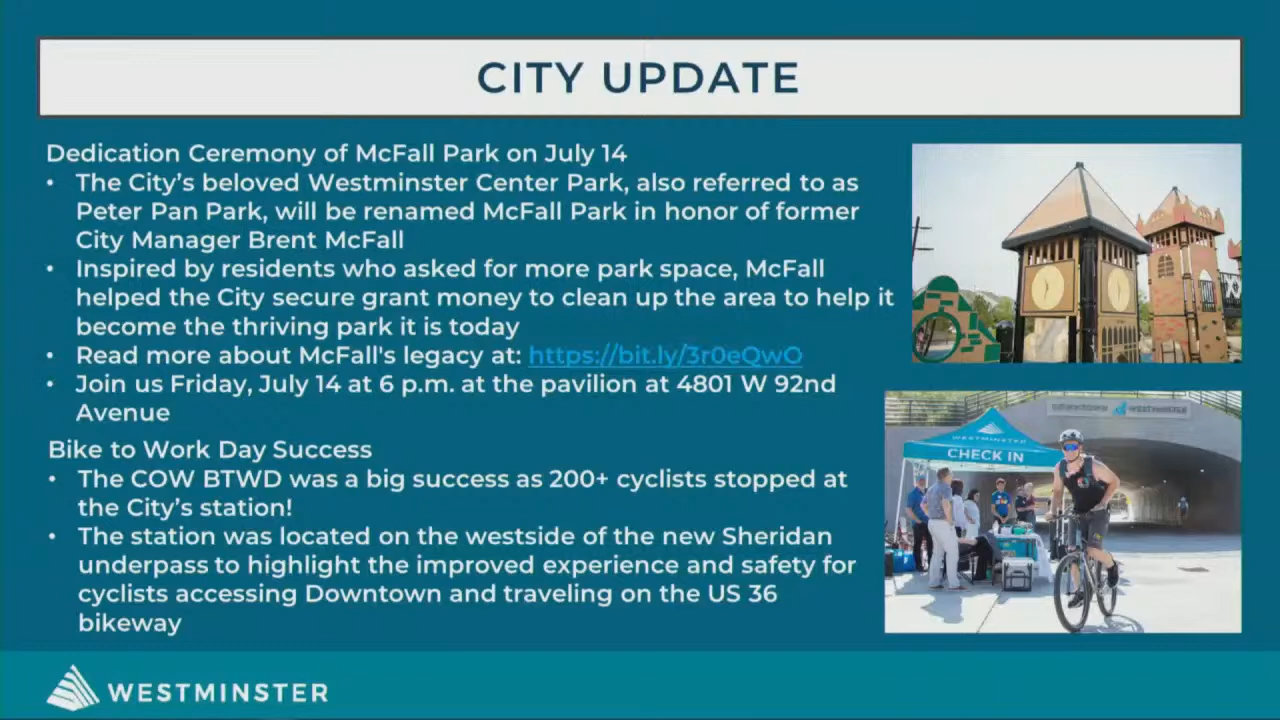 CITY UPDATE
Dedication Ceremony of McFall Park on July 14
• The City's beloved Westminster Center Park, also referred to as
Peter Pan Park, will be renamed McFall Park in honor of former
City Manager Brent McFall
• Inspired by residents who asked for more park space, McFall
helped the City secure grant money to clean up the area to help it
become the thriving park it is today
• Read more about McFall's legacy at: https://bit.ly/3r0eQwO
• Join us Friday, July 14 at 6 p.m. at the pavilion at 4801 W 92nd
Avenue
Bike to Work Day Success
• The COW BTWD was a big success as 200+ cyclists stopped at
the City's station!
• The station was located on the westside of the new Sheridan
underpass to highlight the improved experience and safety for
cyclists accessing Downtown and traveling on the US 36
bikeway
WESTMINSTER
WESTMINSTER
CHECK IN
WESTMINSTER